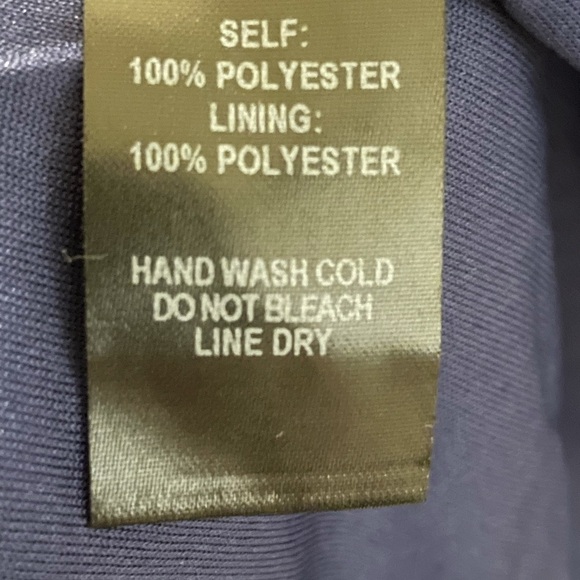 SELF:
100% POLYESTER
LINING:
100% POLYESTER
HAND WASH COLD
DO NOT BLEACH
LINE DRY